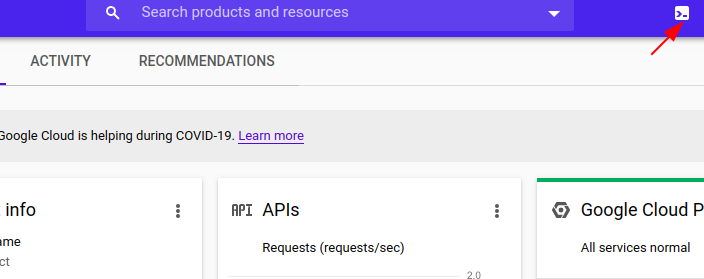 Search products and resources
ACTIVITY RECOMMENDATIONS
Google Cloud is helping during COVID-19. Learn more
info
API APIs
Google Cloud P
ame
Requests (requests/sec)
All services normal
ct
2.0